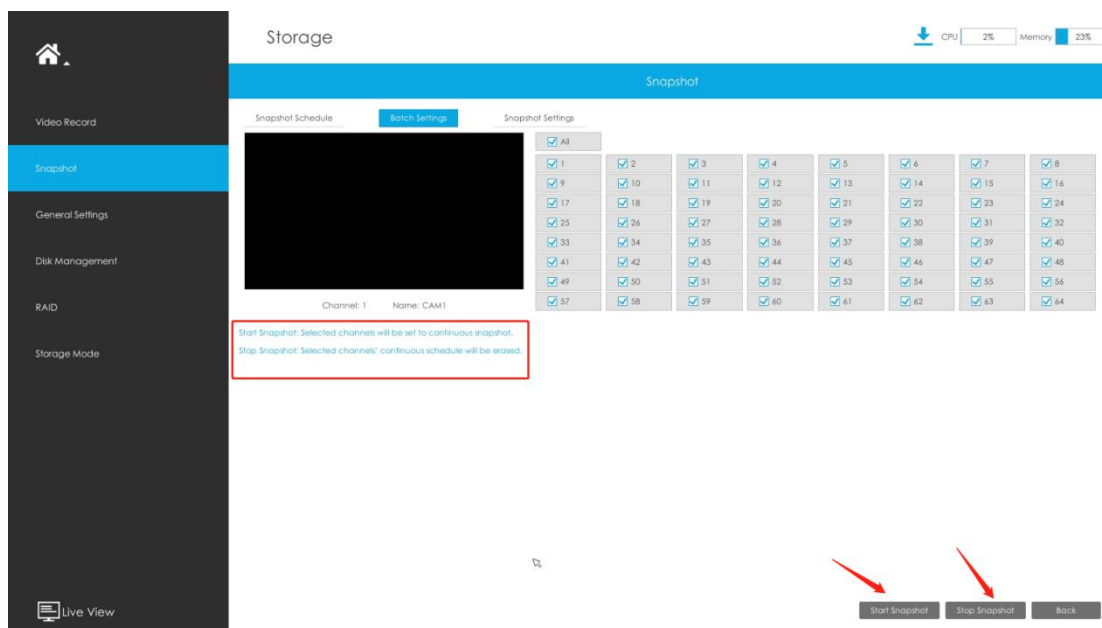 Storage
CPU 2% Memory 23%
Snapshot
Video Record
Snapshot
General Settings
Disk Management
RAID
Storage Mode
Live View
Snapshot Schedule Batch Settings Snapshot Settings
All
1 2 3 4 5 6 7 8
9 10 11 12 13 14 15 16
17 18 19 20 21 22 23 24
25 26 27 28 29 30 31 32
33 34 35 36 37 38 39 40
41 42 43 44 45 46 47 48
49 50 51 52 53 54 55 56
57 58 59 60 61 62 63 64
Channel: 1 Name: CAM1
Start Snapshot: Selected channels will be set to continuous snapshot.
Stop Snapshot: Selected channels' continuous schedule will be erased.
Start Snapshot Stop Snapshot Back